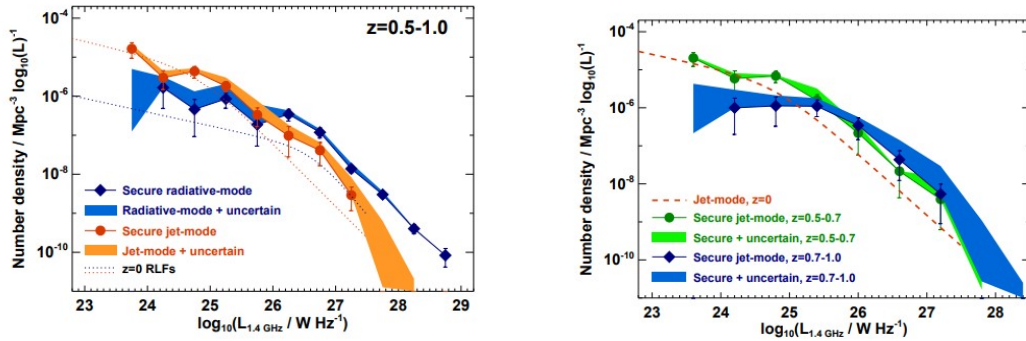 z=0.5-1.0
Number density / Mpc⁻³ log₁₀(L)⁻¹
10⁻⁴
10⁻⁶
10⁻⁸
10⁻¹⁰
Secure radiative-mode
Radiative-mode + uncertain
Secure jet-mode
Jet-mode + uncertain
z=0 RLFs
23 24 25 26 27 28 29
log₁₀(L₁.₄ GHz / W Hz⁻¹)
Number density / Mpc⁻³ log₁₀(L)⁻¹
10⁻⁴
10⁻⁶
10⁻⁸
10⁻¹⁰
Jet-mode, z=0
Secure jet-mode, z=0.5-0.7
Secure + uncertain, z=0.5-0.7
Secure jet-mode, z=0.7-1.0
Secure + uncertain, z=0.7-1.0
23 24 25 26 27 28
log₁₀(L₁.₄ GHz / W Hz⁻¹)